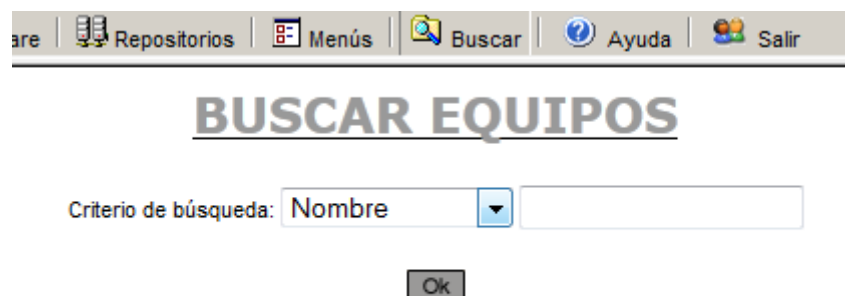 are Repositorios Menús Buscar Ayuda Salir
BUSCAR EQUIPOS
Criterio de búsqueda: Nombre
Ok